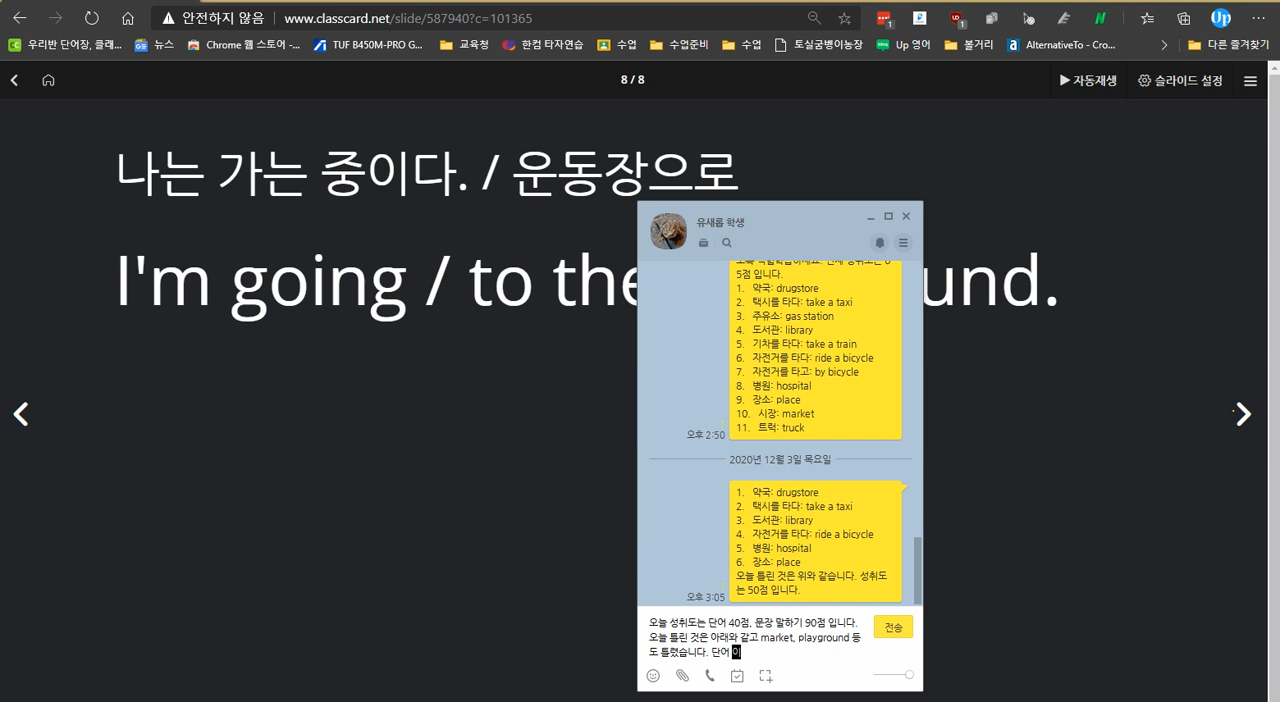 안전하지 않음
www.classcard.net/slide/587940?c=101365
Up
우리반 단어장, 클래...
뉴스
Chrome 웹 스토어 -...
TUF B450M-PRO G...
교육청
한컴 타자연습
수업
수업준비
수업
토실굼벵이농장
Up 영어
볼거리
AlternativeTo - Cro...
다른 즐겨찾기
8 / 8
자동재생
슬라이드 설정
나는 가는 중이다. / 운동장으로
I'm going / to the
und.
유새롭 학생
5점 입니다.
1. 약국: drugstore
2. 택시를 타다: take a taxi
3. 주유소: gas station
4. 도서관: library
5. 기차를 타다: take a train
6. 자전거를 타다: ride a bicycle
7. 자전거를 타고: by bicycle
8. 병원: hospital
9. 장소: place
10. 시장: market
11. 트럭: truck
오후 2:50
2020년 12월 3일 목요일
1. 약국: drugstore
2. 택시를 타다: take a taxi
3. 도서관: library
4. 자전거를 타다: ride a bicycle
5. 병원: hospital
6. 장소: place
오늘 틀린 것은 위와 같습니다. 성취도
는 50점 입니다.
오후 3:05
오늘 성취도는 단어 40점, 문장 말하기 90점 입니다.
오늘 틀린 것은 아래와 같고 market, playground 등
도 틀렸습니다. 단어 이
전송